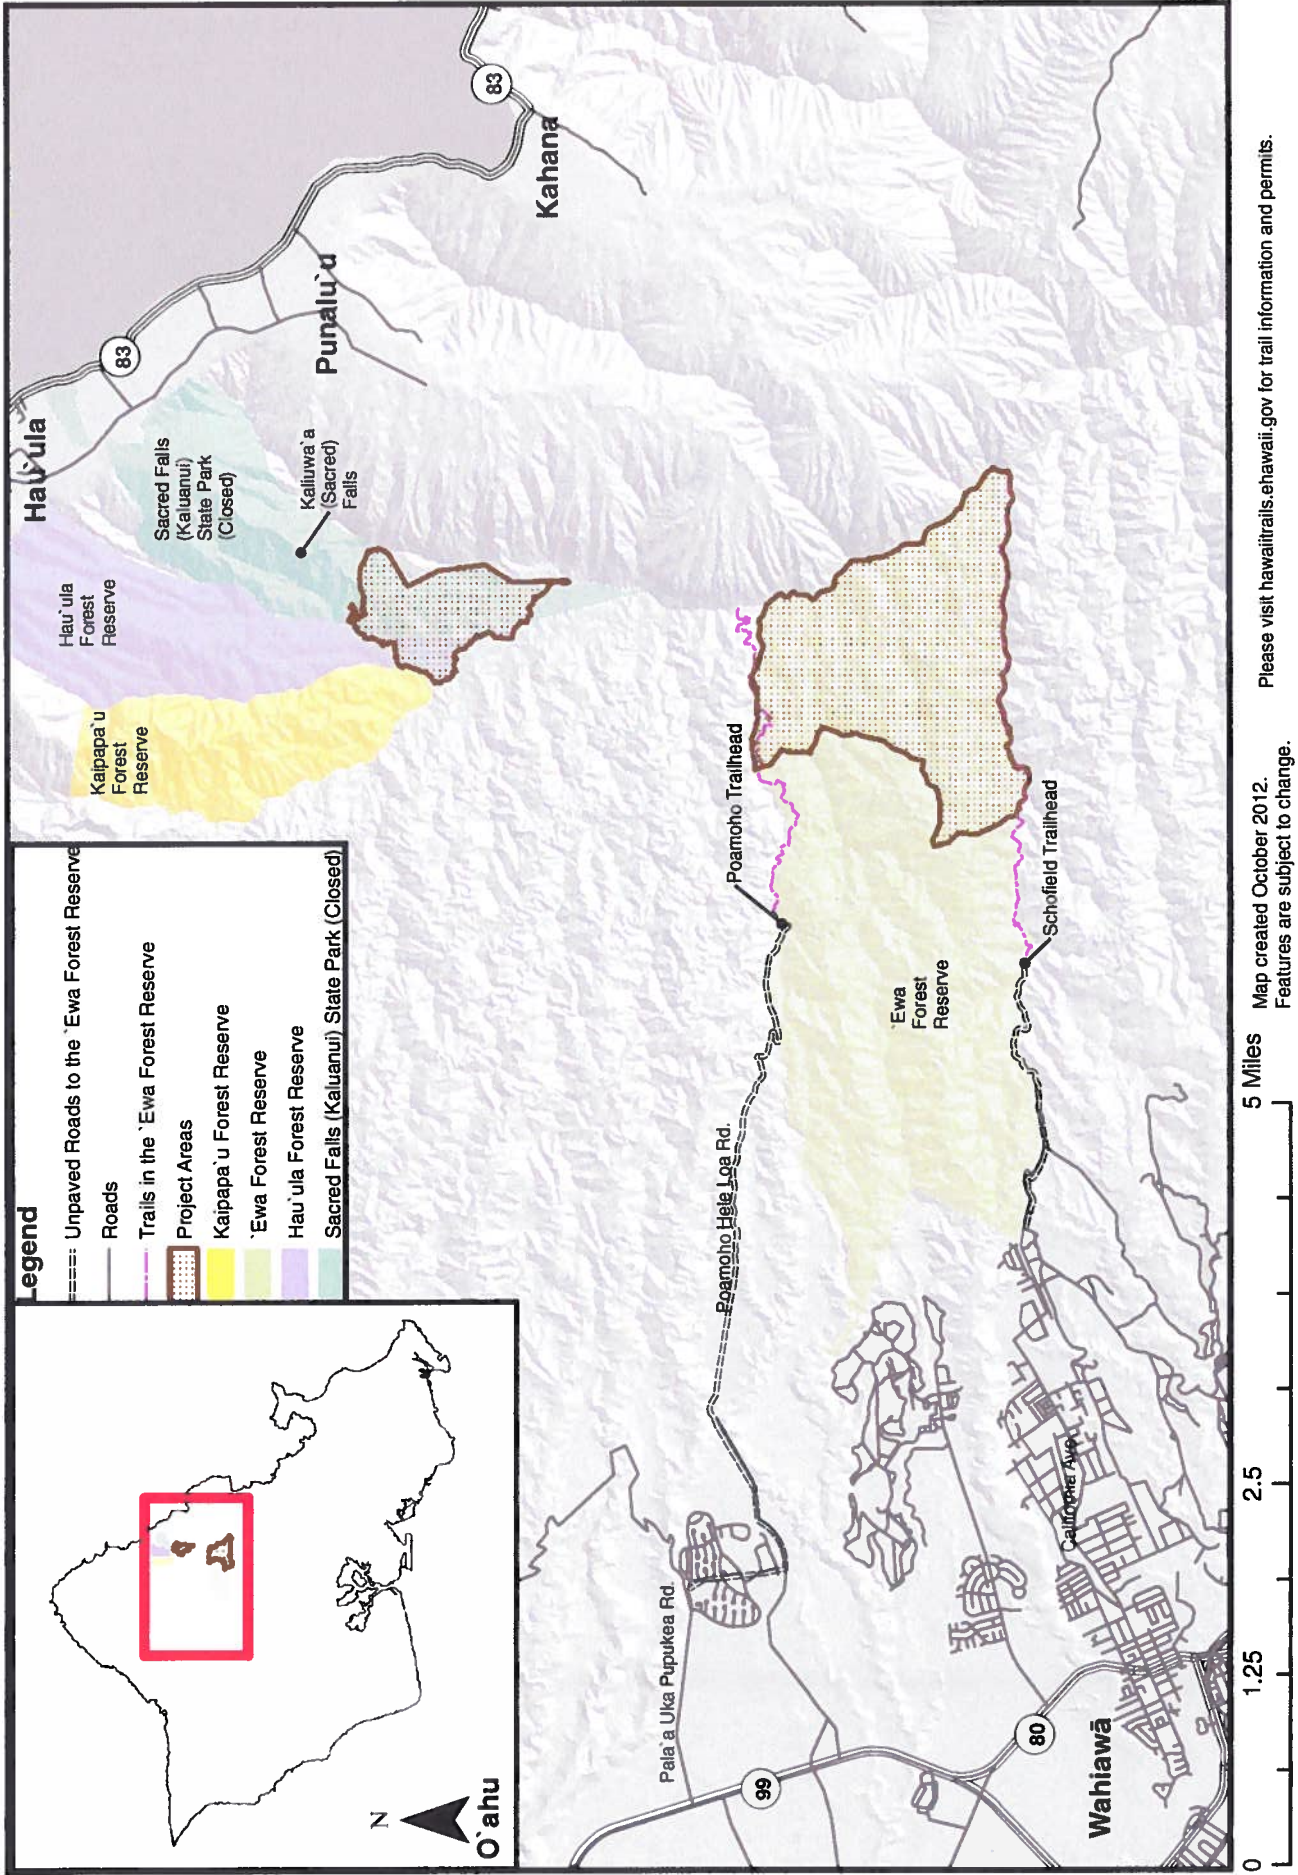 Legend
Unpaved Roads to the `Ewa Forest Reserve
Roads
Trails in the `Ewa Forest Reserve
Project Areas
Kaipapa`u Forest Reserve
`Ewa Forest Reserve
Hau`ula Forest Reserve
Sacred Falls (Kaluanui) State Park (Closed)
N
O`ahu
Kaipapa`u
Forest
Reserve
Hau`ula
Forest
Reserve
Hau`ula
Sacred Falls
(Kaluanui)
State Park
(Closed)
Kaliuwa`a
(Sacred)
Falls
83
Punalu`u
83
Kahana
Pala`a Uka Pupukea Rd.
Poamoho Hele Loa Rd.
Poamoho Trailhead
99
`Ewa
Forest
Reserve
Schofield Trailhead
80
California Ave.
Wahiawā
0 1.25 2.5 5 Miles
Map created October 2012.
Features are subject to change.
Please visit hawaiitrails.ehawaii.gov for trail information and permits.